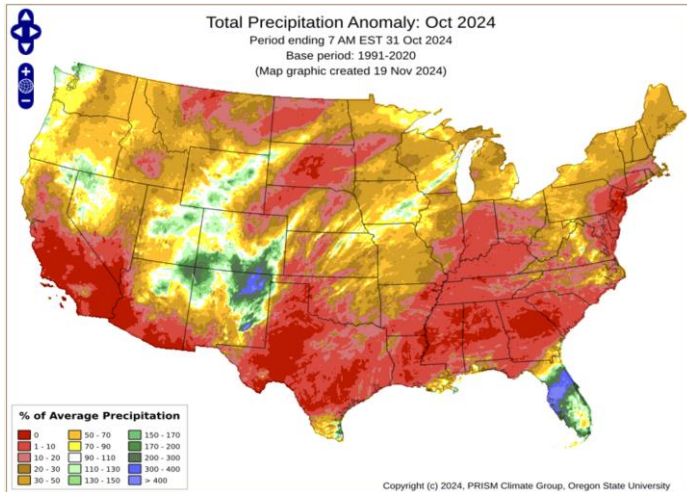 Total Precipitation Anomaly: Oct 2024
Period ending 7 AM EST 31 Oct 2024
Base period: 1991-2020
(Map graphic created 19 Nov 2024)
% of Average Precipitation
0
1 - 10
10 - 20
20 - 30
30 - 50
50 - 70
70 - 90
90 - 110
110 - 130
130 - 150
150 - 170
170 - 200
200 - 300
300 - 400
> 400
Copyright (c) 2024, PRISM Climate Group, Oregon State University